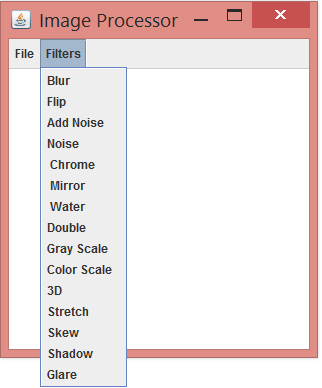 Image Processor
File Filters
Blur
Flip
Add Noise
Noise
Chrome
Mirror
Water
Double
Gray Scale
Color Scale
3D
Stretch
Skew
Shadow
Glare